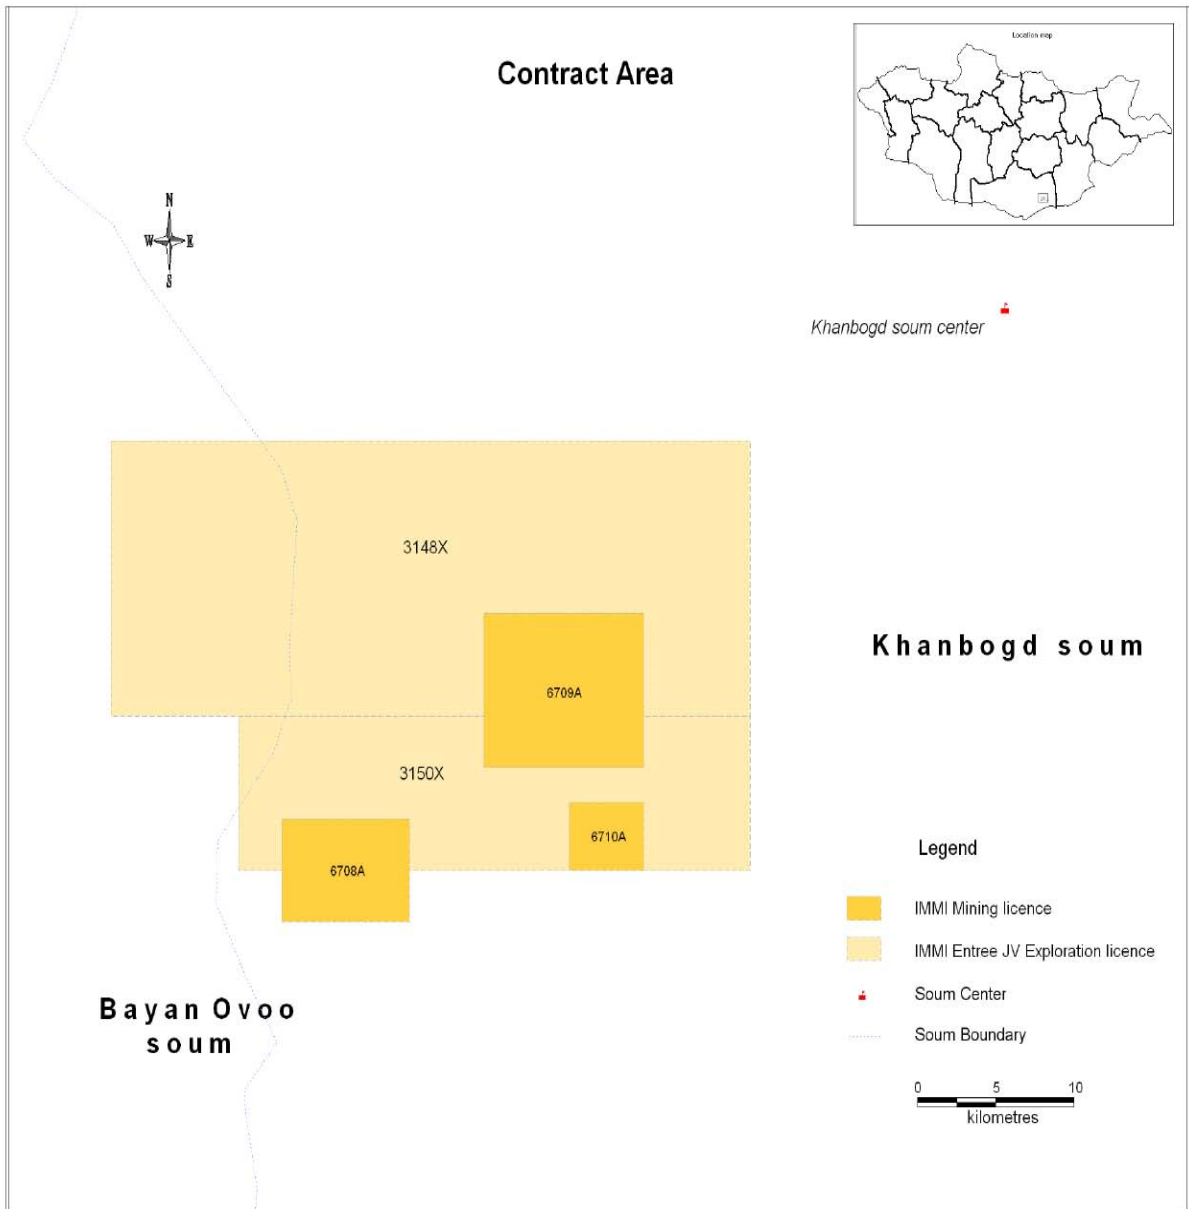 Location map
Contract Area
N
W E
S
Khanbogd soum center
3148X
Khanbogd soum
6709A
3150X
6710A
6708A
Legend
IMMI Mining licence
IMMI Entree JV Exploration licence
Soum Center
Soum Boundary
Bayan Ovoo
soum
0 5 10
kilometres